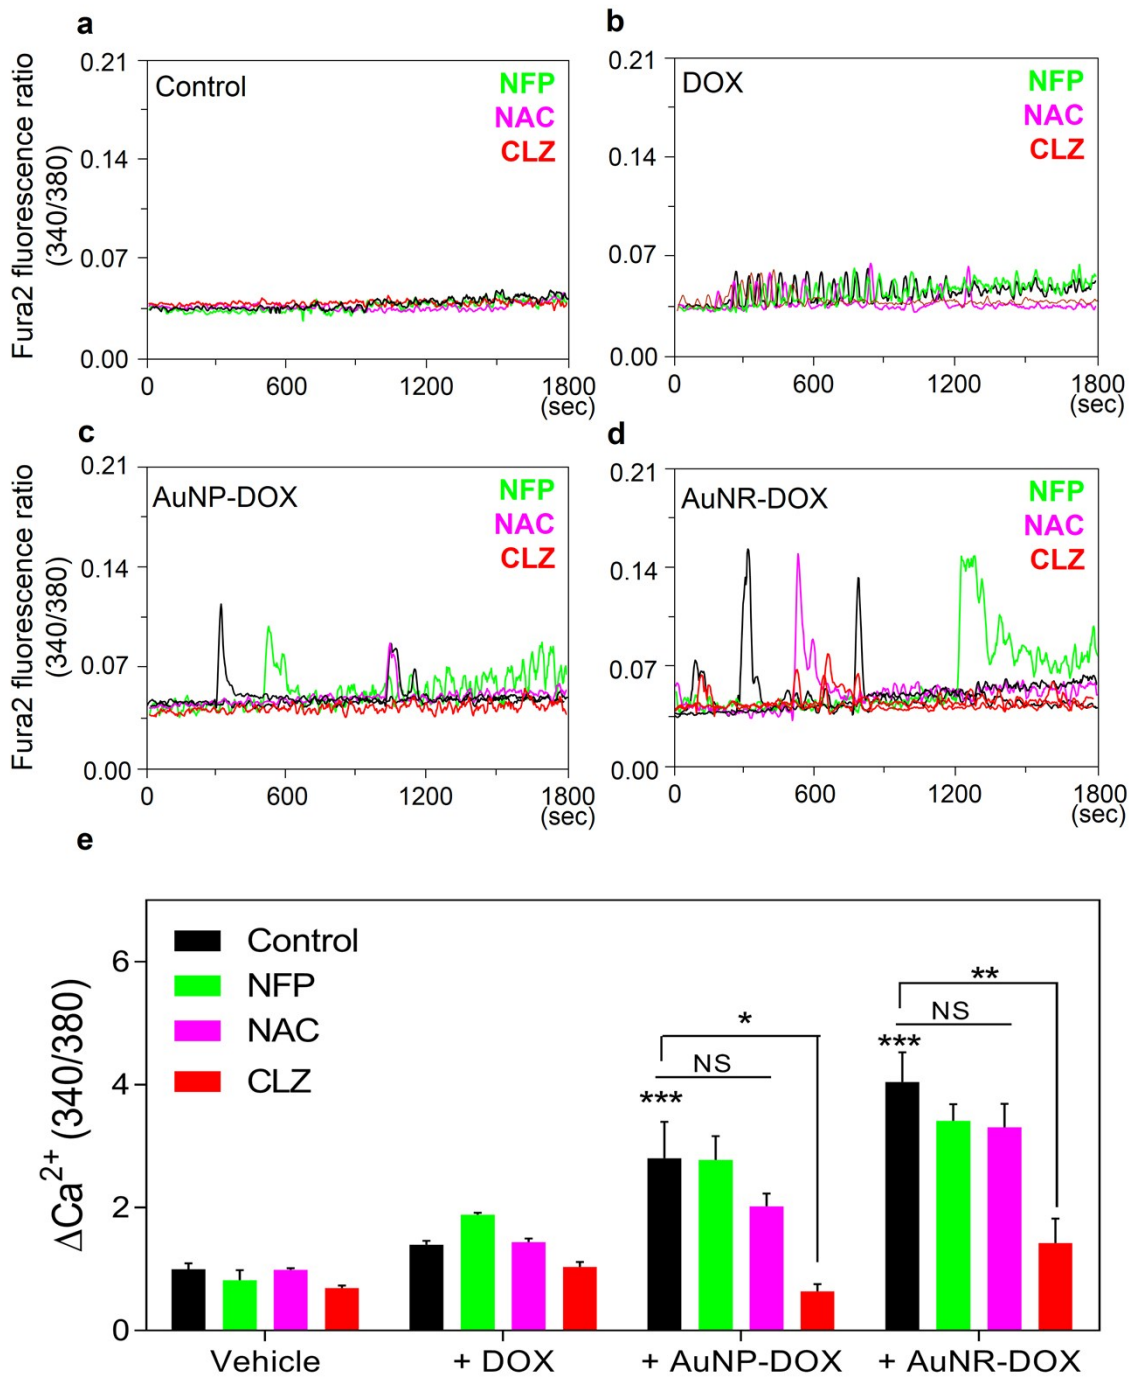 a
Fura2 fluorescence ratio
(340/380)
0.21
0.14
0.07
0.00
Control
NFP
NAC
CLZ
0 600 1200 1800
(sec)
b
0.21
0.14
0.07
0.00
DOX
NFP
NAC
CLZ
0 600 1200 1800
(sec)
c
Fura2 fluorescence ratio
(340/380)
0.21
0.14
0.07
0.00
AuNP-DOX
NFP
NAC
CLZ
0 600 1200 1800
(sec)
d
0.21
0.14
0.07
0.00
AuNR-DOX
NFP
NAC
CLZ
0 600 1200 1800
(sec)
e
ΔCa²⁺ (340/380)
6
4
2
0
Control
NFP
NAC
CLZ
*
NS
***
**
NS
***
Vehicle + DOX + AuNP-DOX + AuNR-DOX